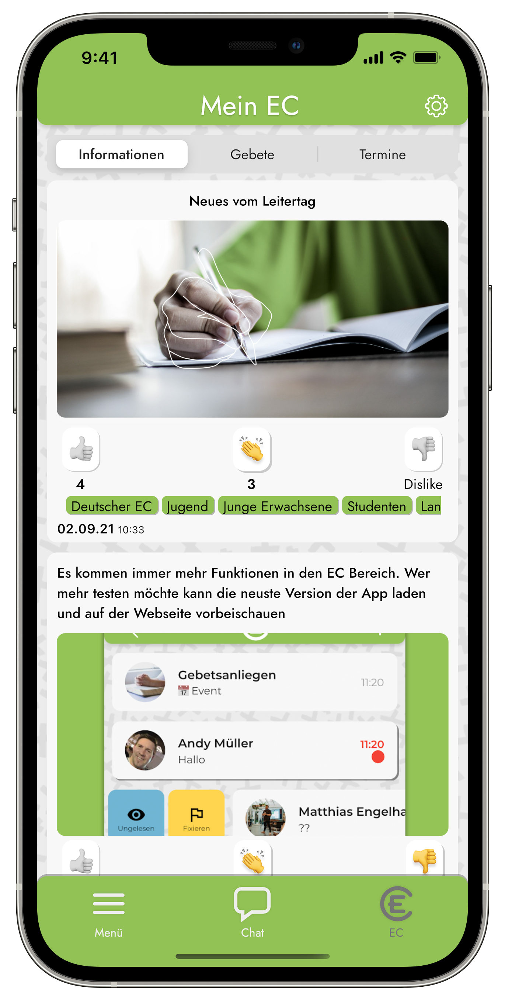 9:41
Mein EC
Informationen
Gebete
Termine
Neues vom Leitertag
4
3
Dislike
Deutscher EC
Jugend
Junge Erwachsene
Studenten
Lan
02.09.21 10:33
Es kommen immer mehr Funktionen in den EC Bereich. Wer
mehr testen möchte kann die neuste Version der App laden
und auf der Webseite vorbeischauen
Gebetsanliegen
11:20
17 Event
Andy Müller
11:20
Hallo
Matthias Engelha
??
Ungelesen
Fixieren
Menü
Chat
EC
EC